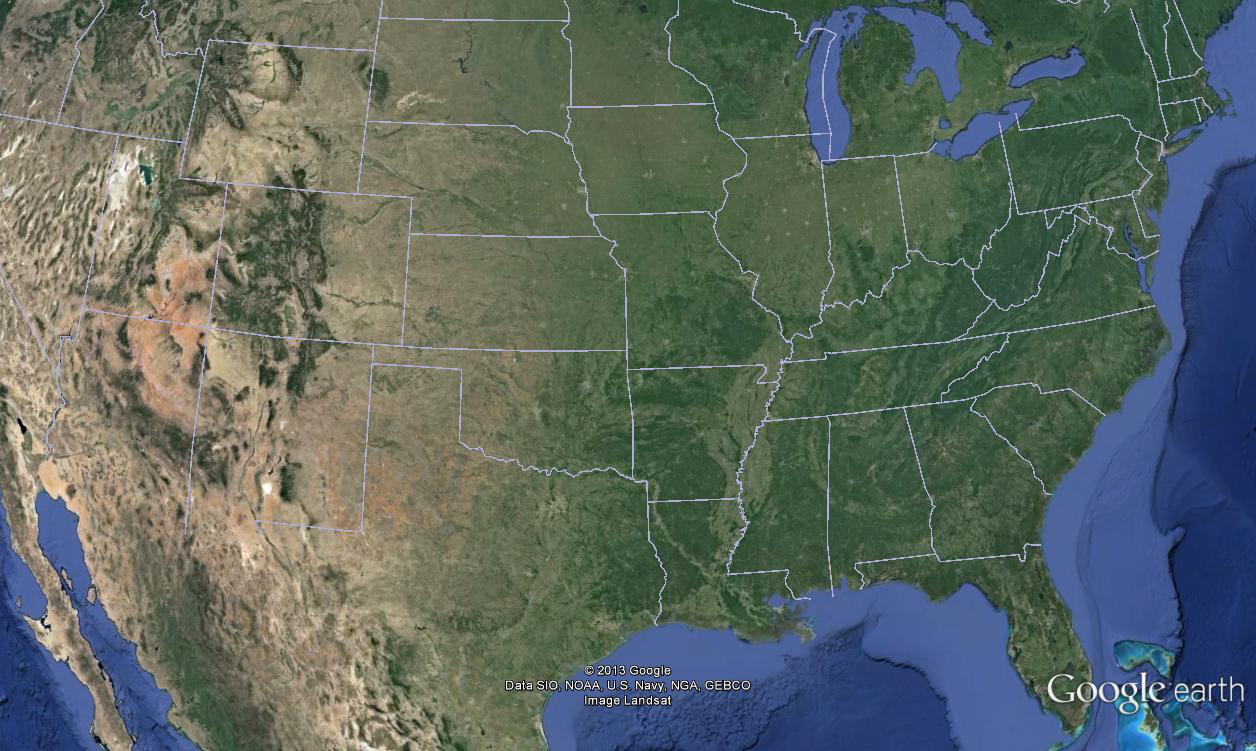 © 2013 Google
Data SIO, NOAA, U.S. Navy, NGA, GEBCO
Image Landsat
Google earth